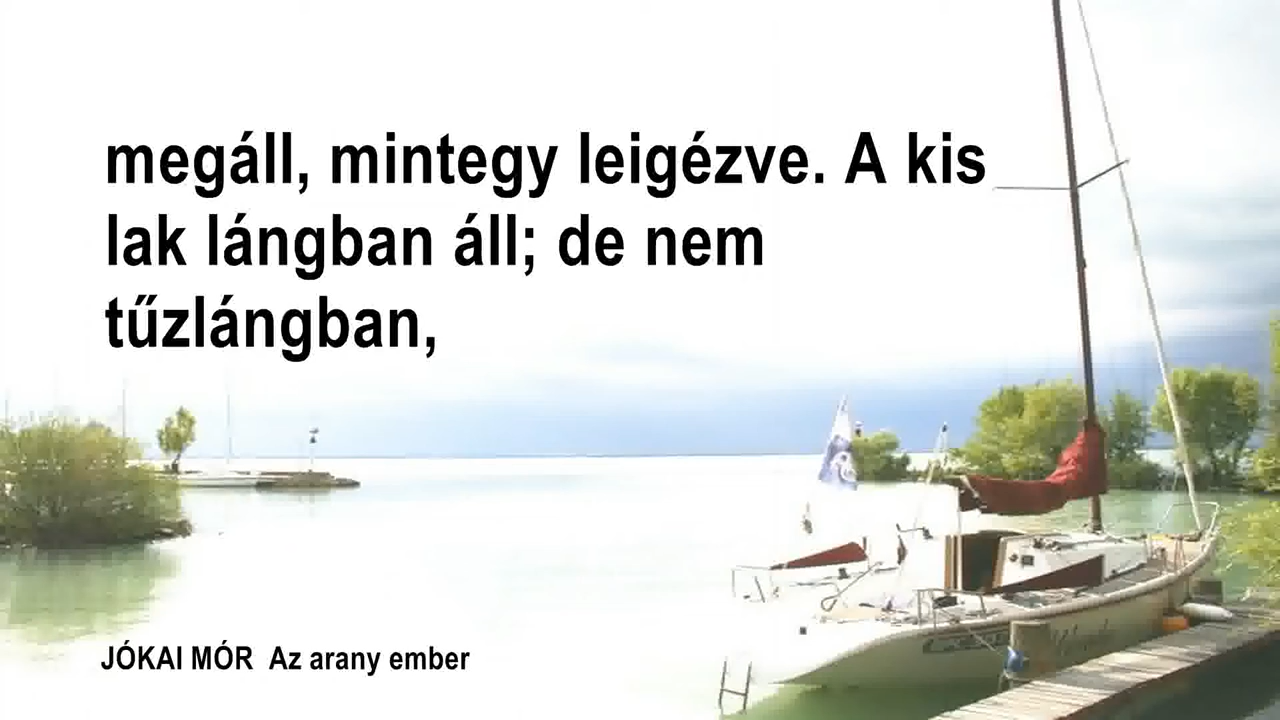 megáll, mintegy leigézve. A kis
lak lángban áll; de nem
tűzlángban,
JÓKAI MÓR  Az arany ember